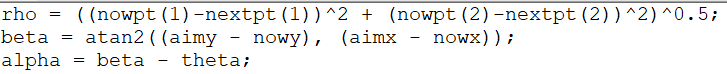 rho = ((nowpt(1)-nextpt(1))^2 + (nowpt(2)-nextpt(2))^2)^0.5;
beta = atan2((aimy - nowy), (aimx - nowx));
alpha = beta - theta;